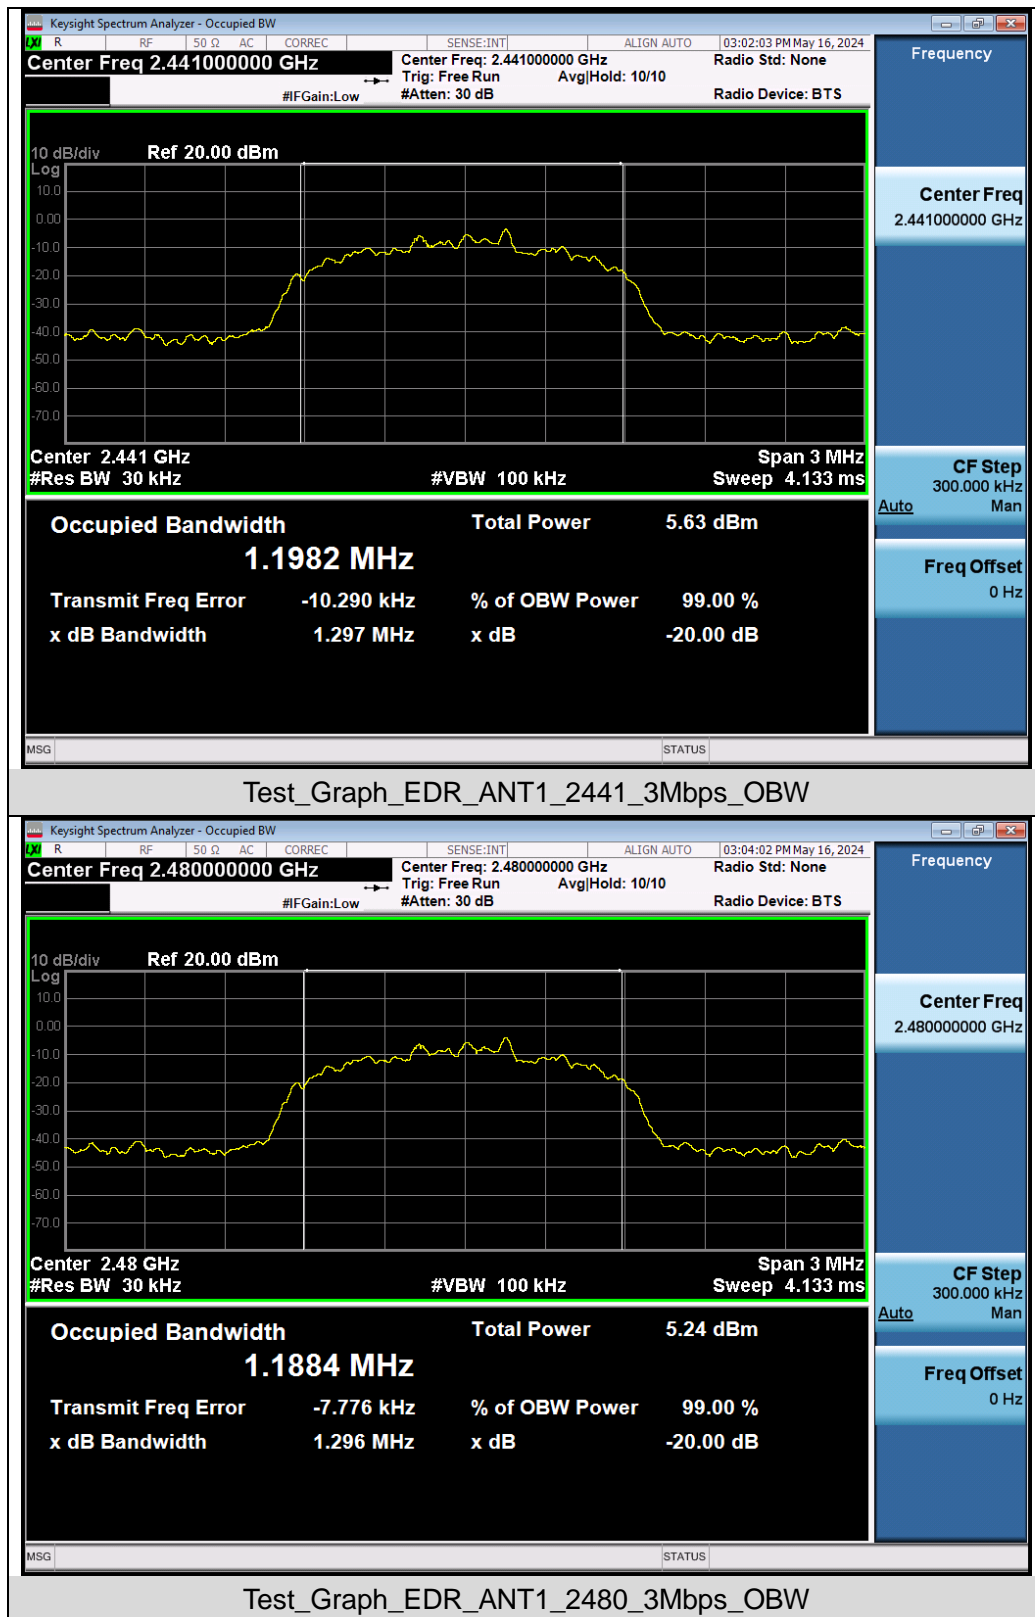 Keysight Spectrum Analyzer - Occupied BW
LXI R RF 50 Ω AC CORREC SENSE:INT ALIGN AUTO 03:02:03 PM May 16, 2024
Center Freq 2.441000000 GHz
Center Freq: 2.441000000 GHz
Radio Std: None
Trig: Free Run Avg|Hold: 10/10
#IFGain:Low
#Atten: 30 dB
Radio Device: BTS
10 dB/div Ref 20.00 dBm
Log
10.0
0.00
-10.0
-20.0
-30.0
-40.0
-50.0
-60.0
-70.0
Center 2.441 GHz Span 3 MHz
#Res BW 30 kHz #VBW 100 kHz Sweep 4.133 ms
Occupied Bandwidth Total Power 5.63 dBm
1.1982 MHz
Transmit Freq Error -10.290 kHz % of OBW Power 99.00 %
x dB Bandwidth 1.297 MHz x dB -20.00 dB
MSG STATUS
Frequency
Center Freq
2.441000000 GHz
CF Step
300.000 kHz
Auto Man
Freq Offset
0 Hz
Test_Graph_EDR_ANT1_2441_3Mbps_OBW
Keysight Spectrum Analyzer - Occupied BW
LXI R RF 50 Ω AC CORREC SENSE:INT ALIGN AUTO 03:04:02 PM May 16, 2024
Center Freq 2.480000000 GHz
Center Freq: 2.480000000 GHz
Radio Std: None
Trig: Free Run Avg|Hold: 10/10
#IFGain:Low
#Atten: 30 dB
Radio Device: BTS
10 dB/div Ref 20.00 dBm
Log
10.0
0.00
-10.0
-20.0
-30.0
-40.0
-50.0
-60.0
-70.0
Center 2.48 GHz Span 3 MHz
#Res BW 30 kHz #VBW 100 kHz Sweep 4.133 ms
Occupied Bandwidth Total Power 5.24 dBm
1.1884 MHz
Transmit Freq Error -7.776 kHz % of OBW Power 99.00 %
x dB Bandwidth 1.296 MHz x dB -20.00 dB
MSG STATUS
Frequency
Center Freq
2.480000000 GHz
CF Step
300.000 kHz
Auto Man
Freq Offset
0 Hz
Test_Graph_EDR_ANT1_2480_3Mbps_OBW